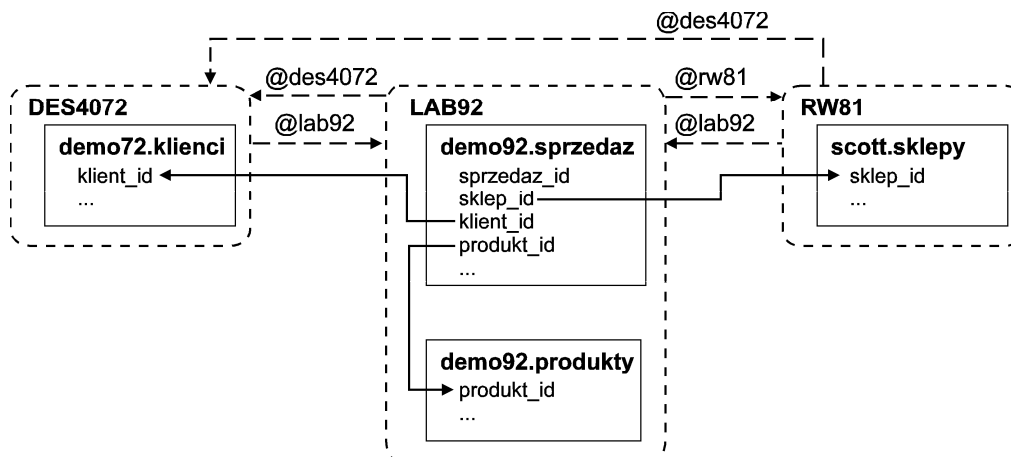 @des4072
@des4072
@rw81
DES4072
LAB92
RW81
@lab92
@lab92
demo72.klienci
klient_id
...
demo92.sprzedaz
sprzedaz_id
sklep_id
klient_id
produkt_id
...
scott.sklepy
sklep_id
...
demo92.produkty
produkt_id
...